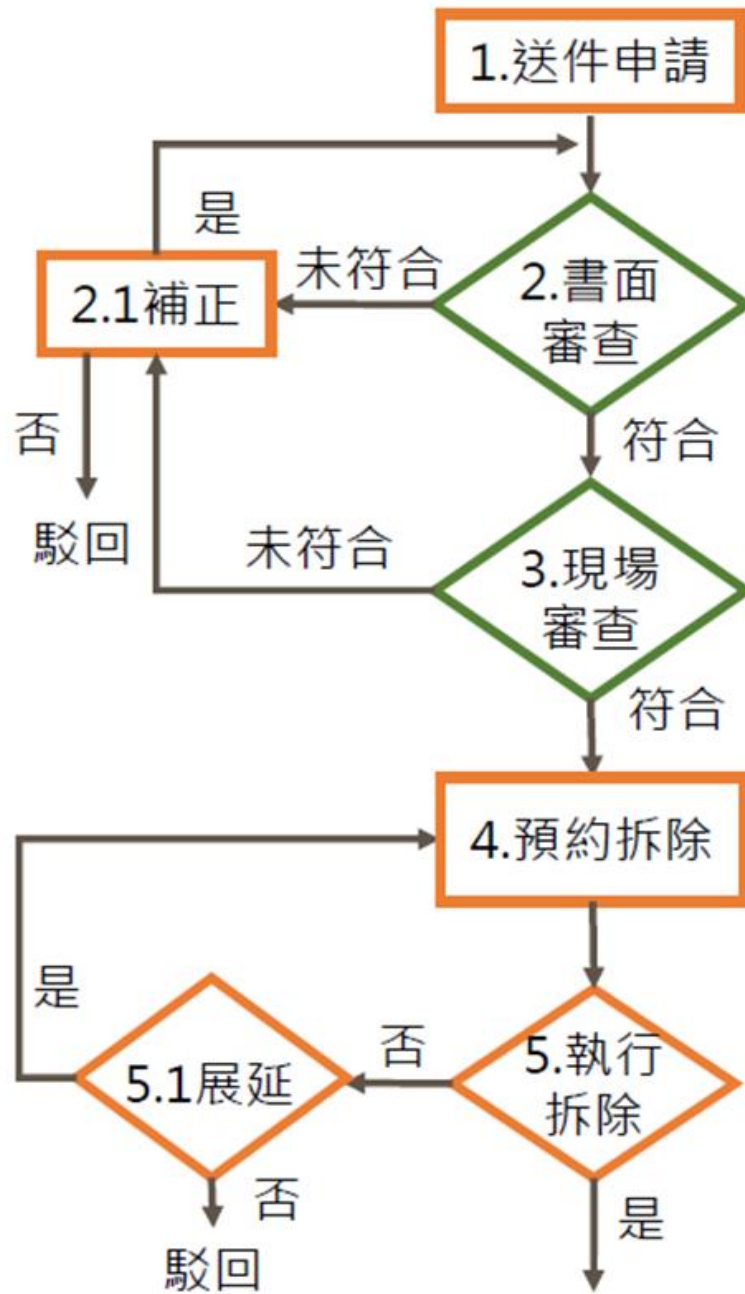 1.送件申請
是
未符合
2.書面
審查
2.1補正
否
符合
駁回
未符合
3.現場
審查
符合
4.預約拆除
是
否
5.執行
拆除
5.1展延
否
是
駁回